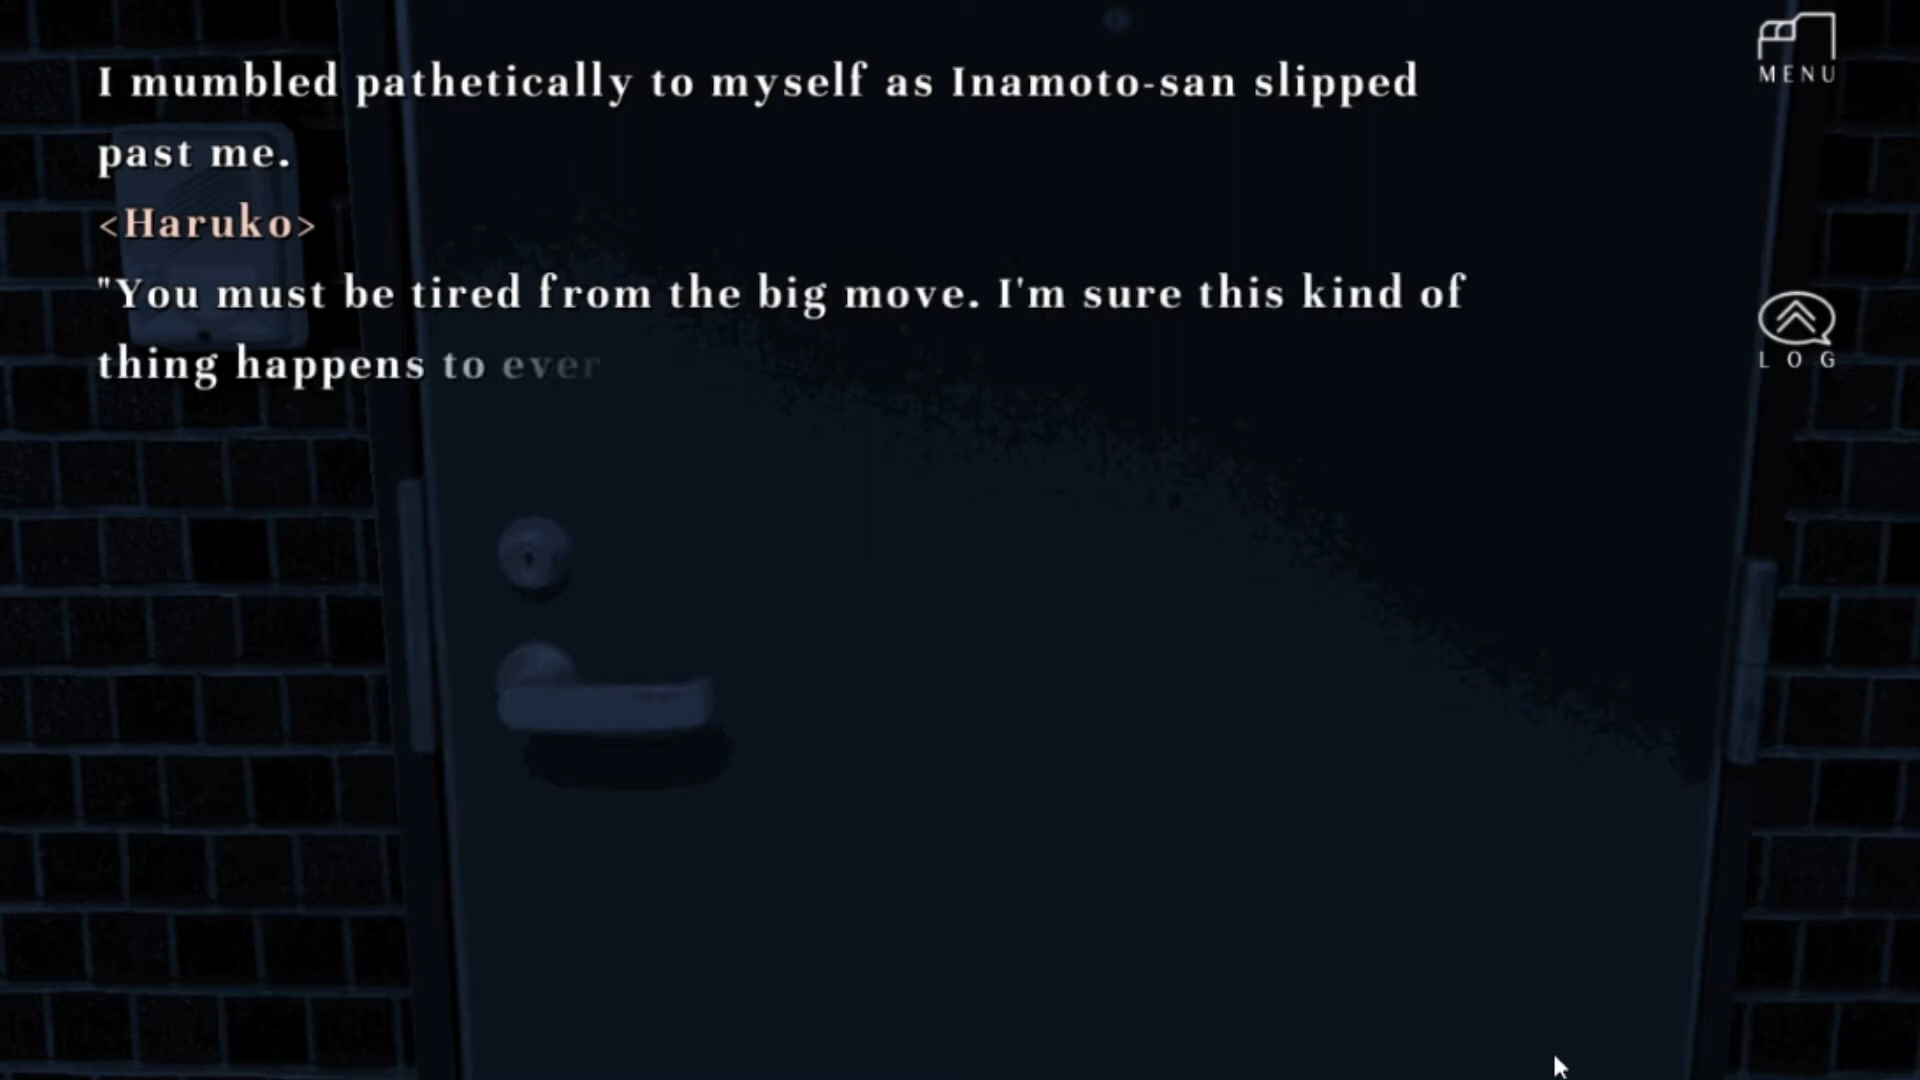 I mumbled pathetically to myself as Inamoto-san slipped
past me.
<Haruko>
"You must be tired from the big move. I'm sure this kind of
thing happens to ever
MENU
LOG